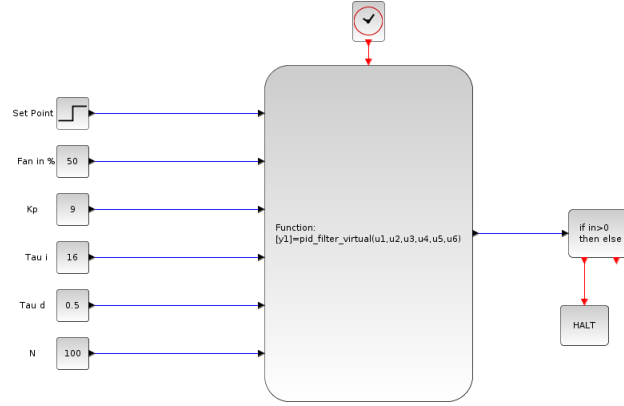 Set Point
Fan in % 50
Kp 9
Function:
[y1]=pid_filter_virtual(u1,u2,u3,u4,u5,u6)
if in>0
then else
Tau i 16
Tau d 0.5
HALT
N 100